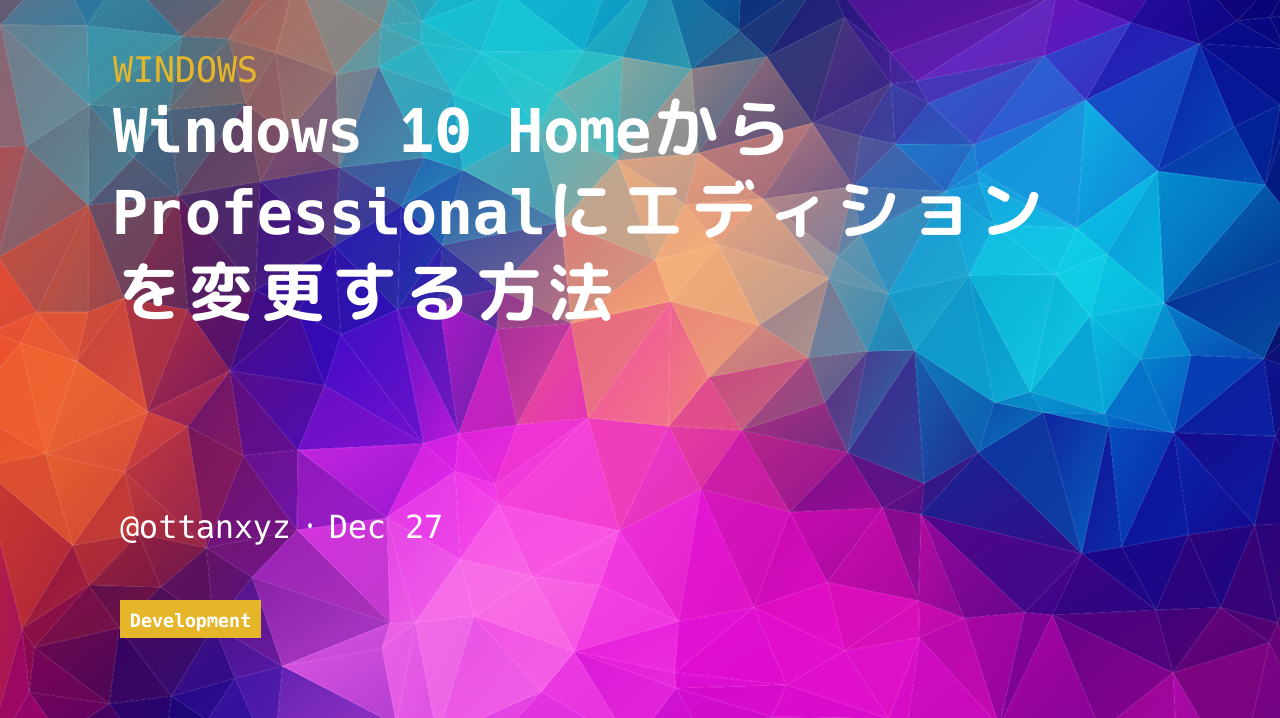 WINDOWS
Windows 10 Homeから
Professionalにエディション
を変更する方法
@ottanxyz · Dec 27
Development